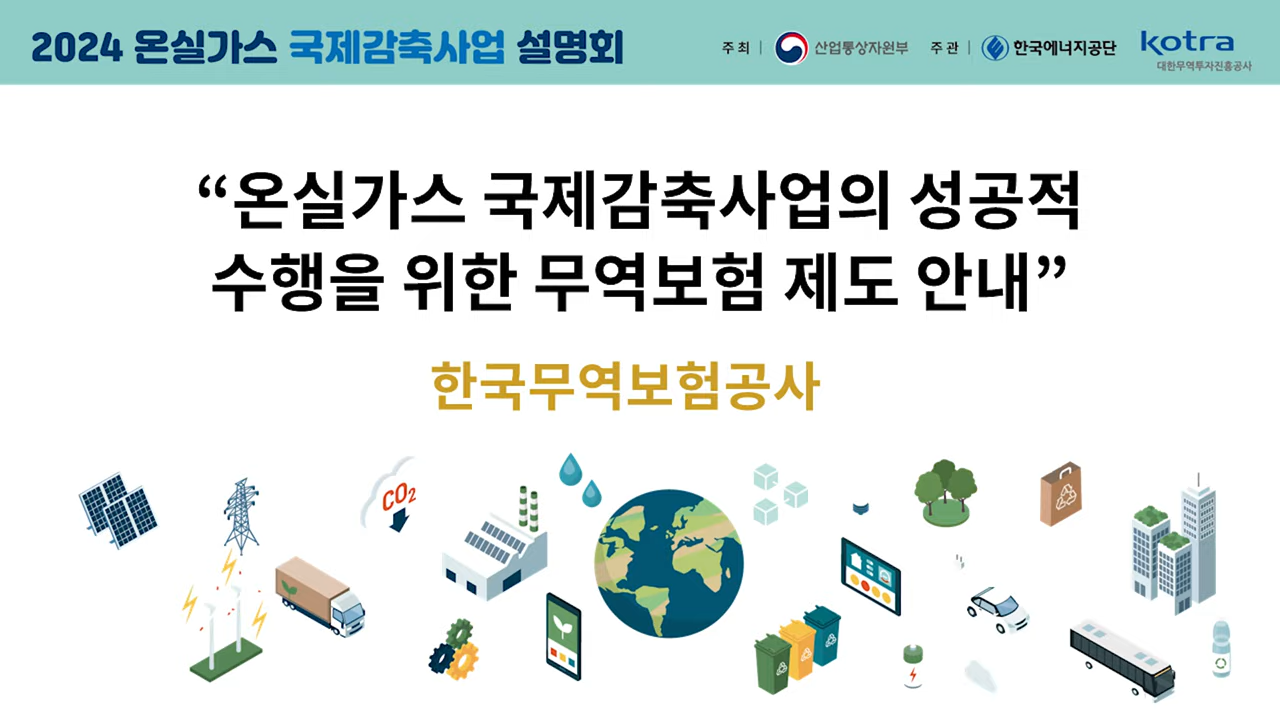 2024 온실가스 국제감축사업 설명회
주 최 | 산업통상자원부 주 관 | 한국에너지공단 kotra
대한무역투자진흥공사
“온실가스 국제감축사업의 성공적
수행을 위한 무역보험 제도 안내”
한국무역보험공사
CO2